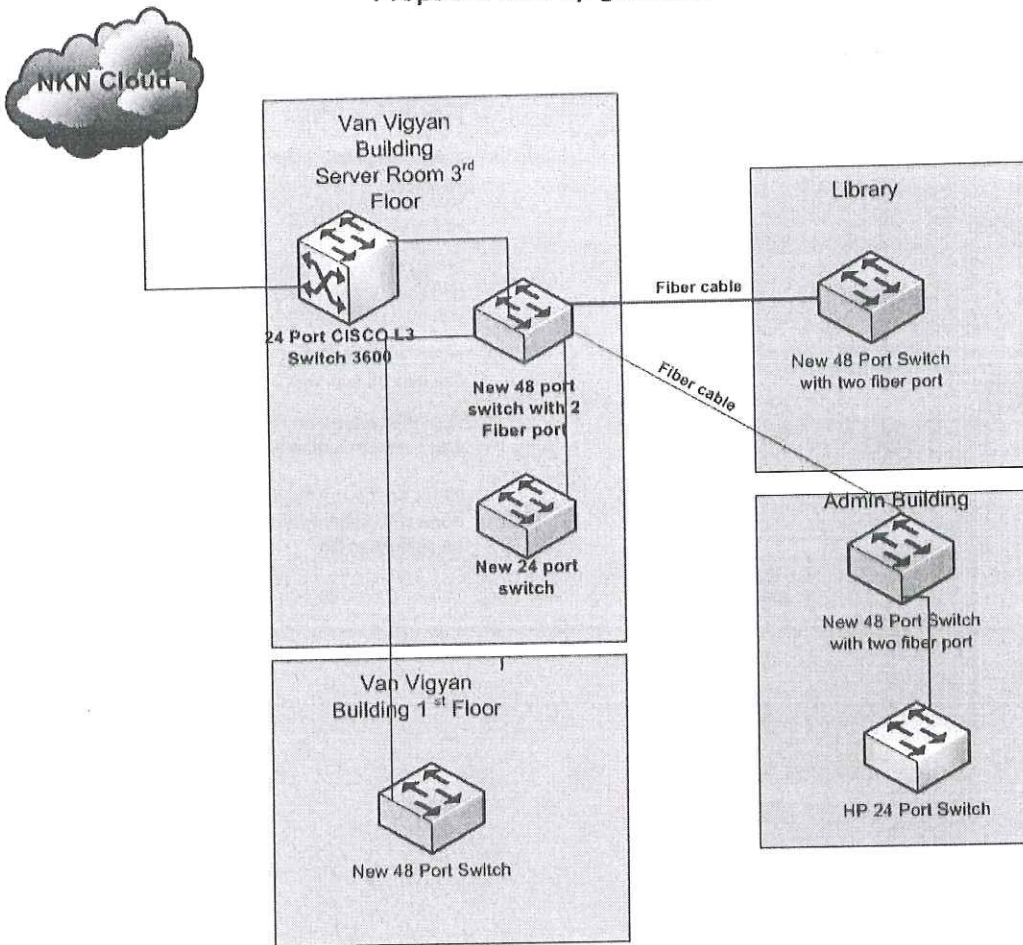 NKN Cloud
Van Vigyan
Building
Server Room 3rd
Floor
24 Port CISCO L3
Switch 3600
New 48 port
switch with 2
Fiber port
New 24 port
switch
Fiber cable
Fiber cable
Library
New 48 Port Switch
with two fiber port
Admin Building
New 48 Port Switch
with two fiber port
HP 24 Port Switch
Van Vigyan
Building 1 st Floor
New 48 Port Switch